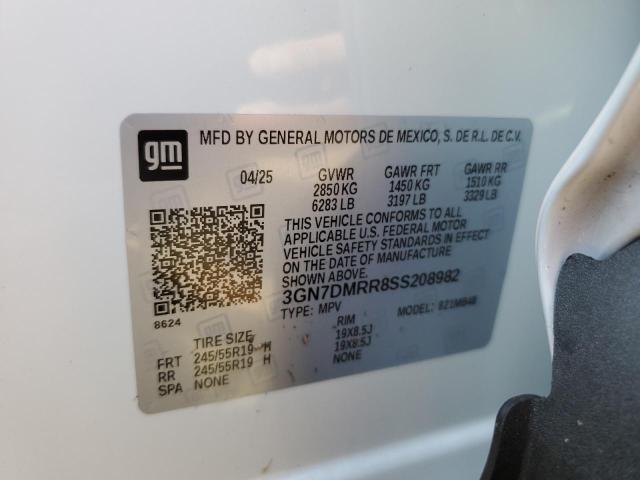 gm
MFD BY GENERAL MOTORS DE MEXICO, S. DE R.L. DE C.V.
04/25 GVWR GAWR FRT GAWR RR
2850 KG 1450 KG 1510 KG
6283 LB 3197 LB 3329 LB
THIS VEHICLE CONFORMS TO ALL
APPLICABLE U.S. FEDERAL MOTOR
VEHICLE SAFETY STANDARDS IN EFFECT
ON THE DATE OF MANUFACTURE
SHOWN ABOVE.
3GN7DMRR8SS208982
8624
TYPE: MPV
TIRE SIZE RIM
FRT 245/55R19 H 19X8.5J
RR 245/55R19 H 19X8.5J
SPA NONE NONE